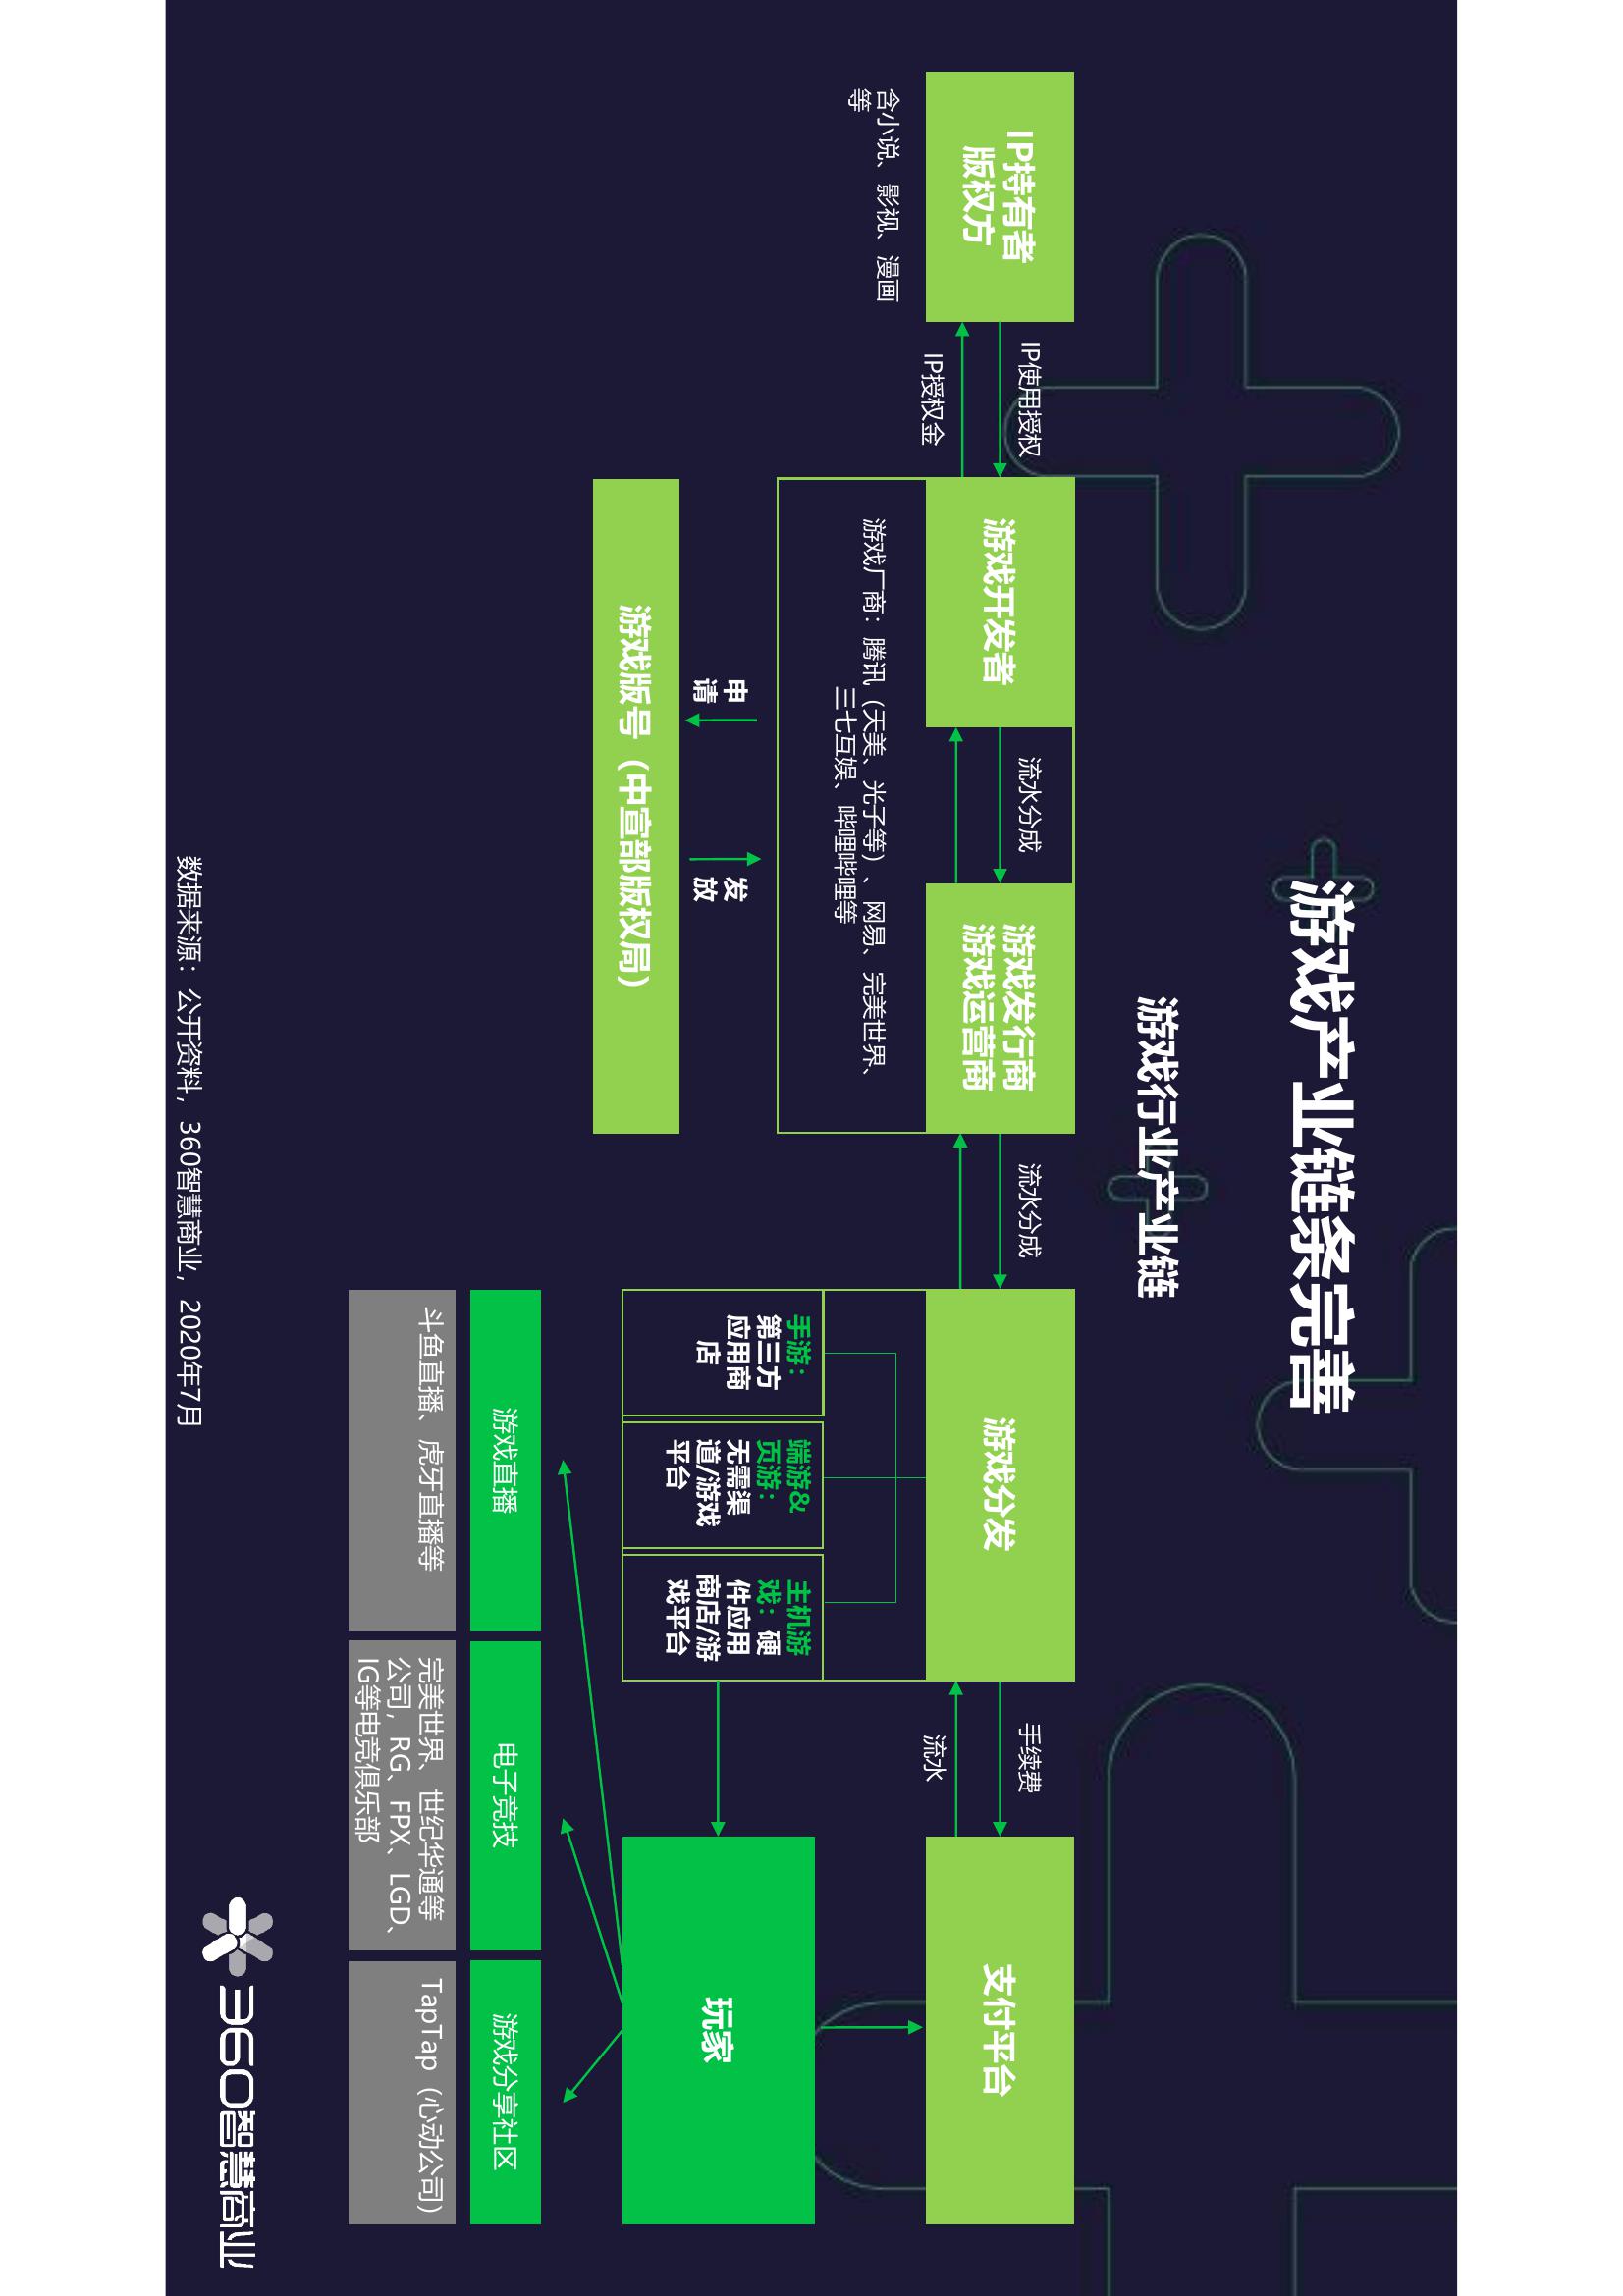 游戏产业链条完善
游戏行业产业链
IP持有者
版权方
含小说、影视、漫画
等
IP使用授权
IP授权金
游戏开发者
流水分成
游戏发行商
游戏运营商
游戏厂商：腾讯（天美、光子等）、网易、完美世界、
三七互娱、哔哩哔哩等
申
请
发
放
游戏版号（中宣部版权局）
流水分成
游戏分发
手游：
第三方
应用商
店
端游&
页游：
无需渠
道/游戏
平台
主机游
戏：硬
件应用
商店/游
戏平台
手续费
流水
支付平台
玩家
游戏直播
斗鱼直播、虎牙直播等
电子竞技
完美世界、世纪华通等
公司，RG、FPX、LGD、
IG等电竞俱乐部
游戏分享社区
TapTap（心动公司）
数据来源：公开资料，360智慧商业，2020年7月
360智慧商业